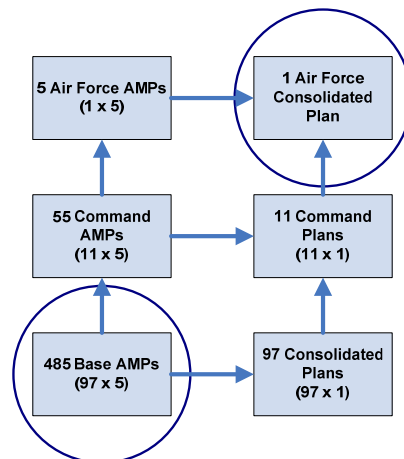 5 Air Force AMPs
(1 x 5)
1 Air Force
Consolidated
Plan
55 Command
AMPs
(11 x 5)
11 Command
Plans
(11 x 1)
485 Base AMPs
(97 x 5)
97 Consolidated
Plans
(97 x 1)